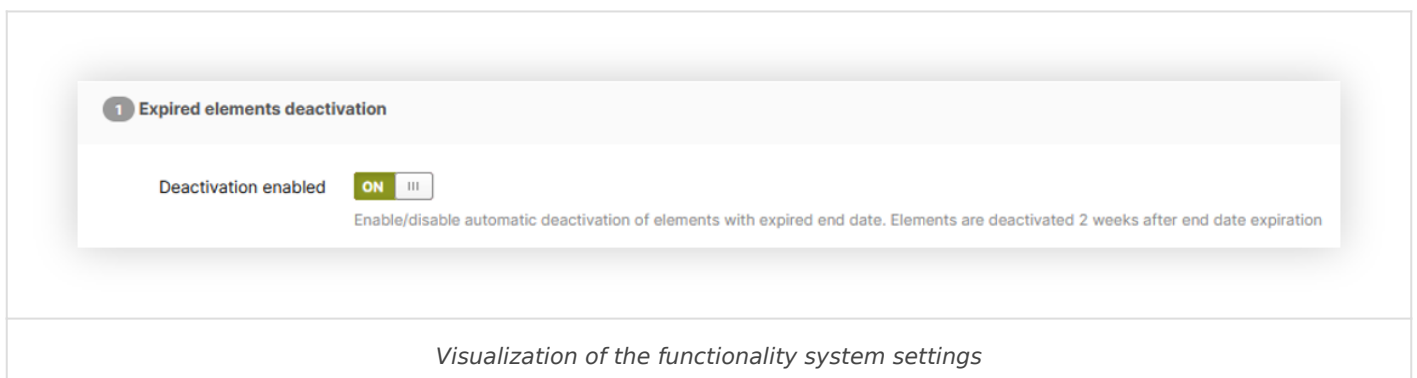 1 Expired elements deactivation
Deactivation enabled ON
Enable/disable automatic deactivation of elements with expired end date. Elements are deactivated 2 weeks after end date expiration
Visualization of the functionality system settings